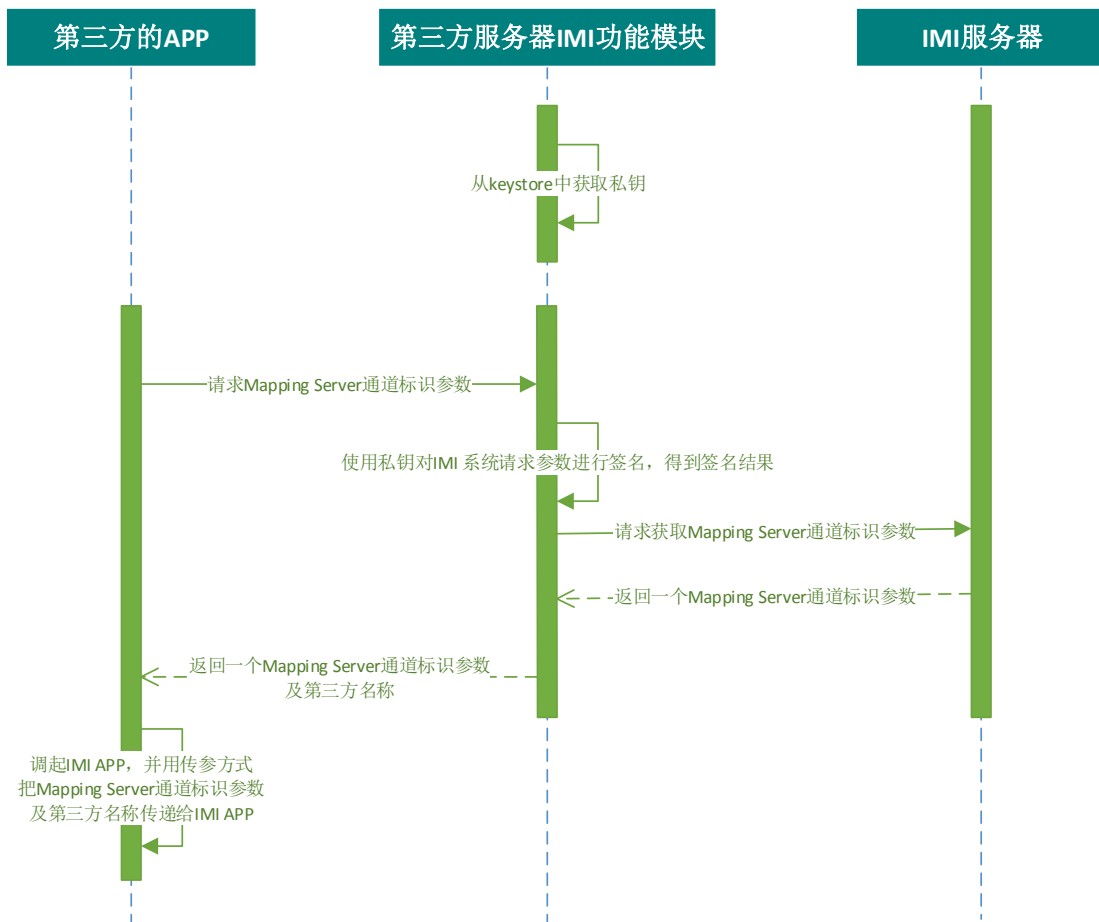 第三方的APP
第三方服务器IMI功能模块
IMI服务器
从keystore中获取私钥
请求Mapping Server通道标识参数
使用私钥对IMI 系统请求参数进行签名，得到签名结果
请求获取Mapping Server通道标识参数
返回一个Mapping Server通道标识参数
返回一个Mapping Server通道标识参数
及第三方名称
调起IMI APP，并用传参方式
把Mapping Server通道标识参数
及第三方名称传递给IMI APP